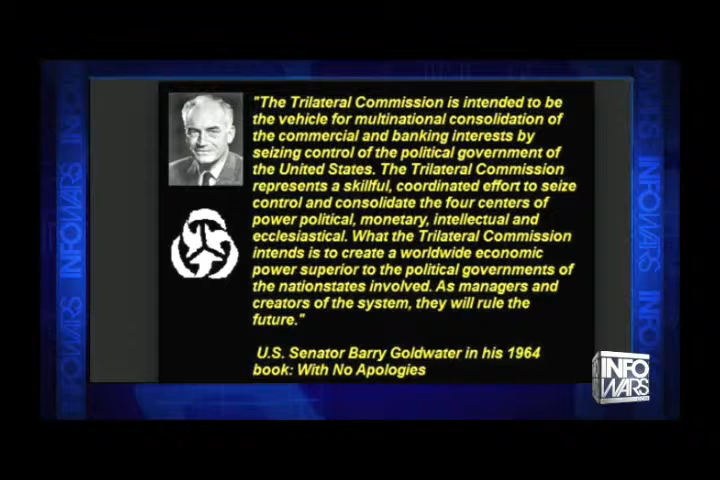 "The Trilateral Commission is intended to be
the vehicle for multinational consolidation of
the commercial and banking interests by
seizing control of the political government of
the United States. The Trilateral Commission
represents a skillful, coordinated effort to seize
control and consolidate the four centers of
power political, monetary, intellectual and
ecclesiastical. What the Trilateral Commission
intends is to create a worldwide economic
power superior to the political governments of
the nationstates involved. As managers and
creators of the system, they will rule the
future."
U.S. Senator Barry Goldwater in his 1964
book: With No Apologies
INFOWARS
INFOWARS
INFOWARS
INFOWARS
INFO
WARS